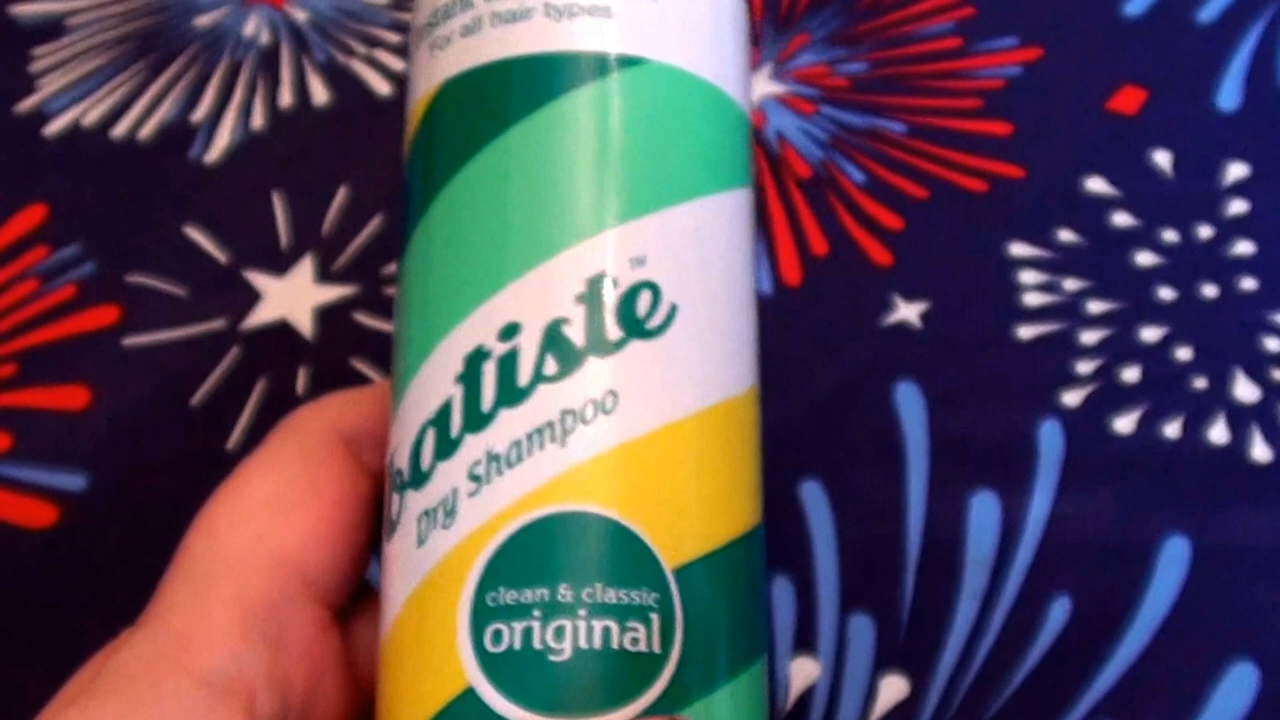 For all hair types
batiste™
Dry Shampoo
clean & classic
original